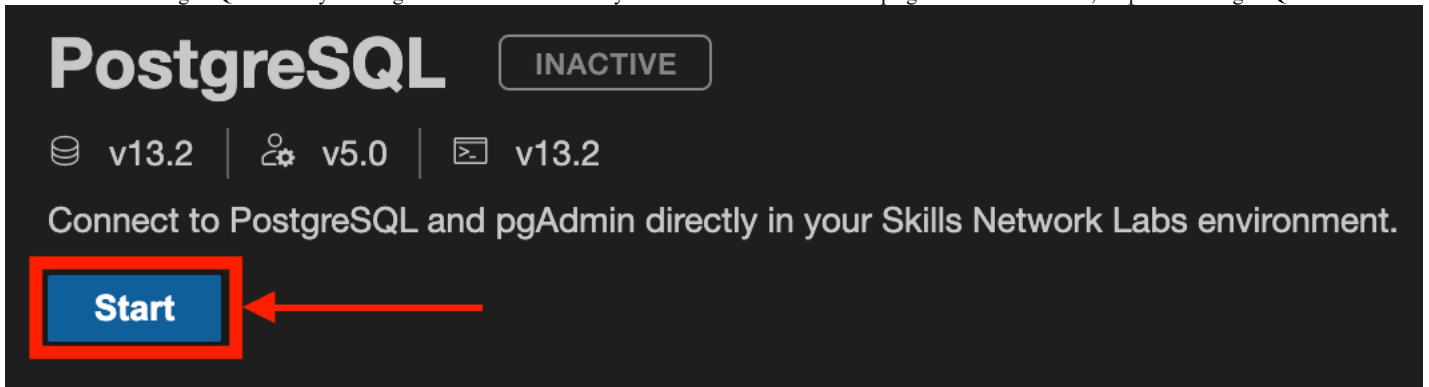 PostgreSQL INACTIVE
v13.2 v5.0 v13.2
Connect to PostgreSQL and pgAdmin directly in your Skills Network Labs environment.
Start